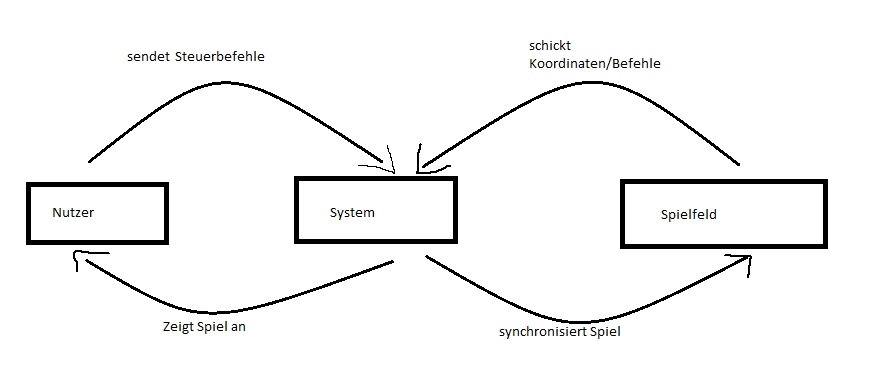 sendet Steuerbefehle
schickt
Koordinaten/Befehle
Nutzer
System
Spielfeld
Zeigt Spiel an
synchronisiert Spiel